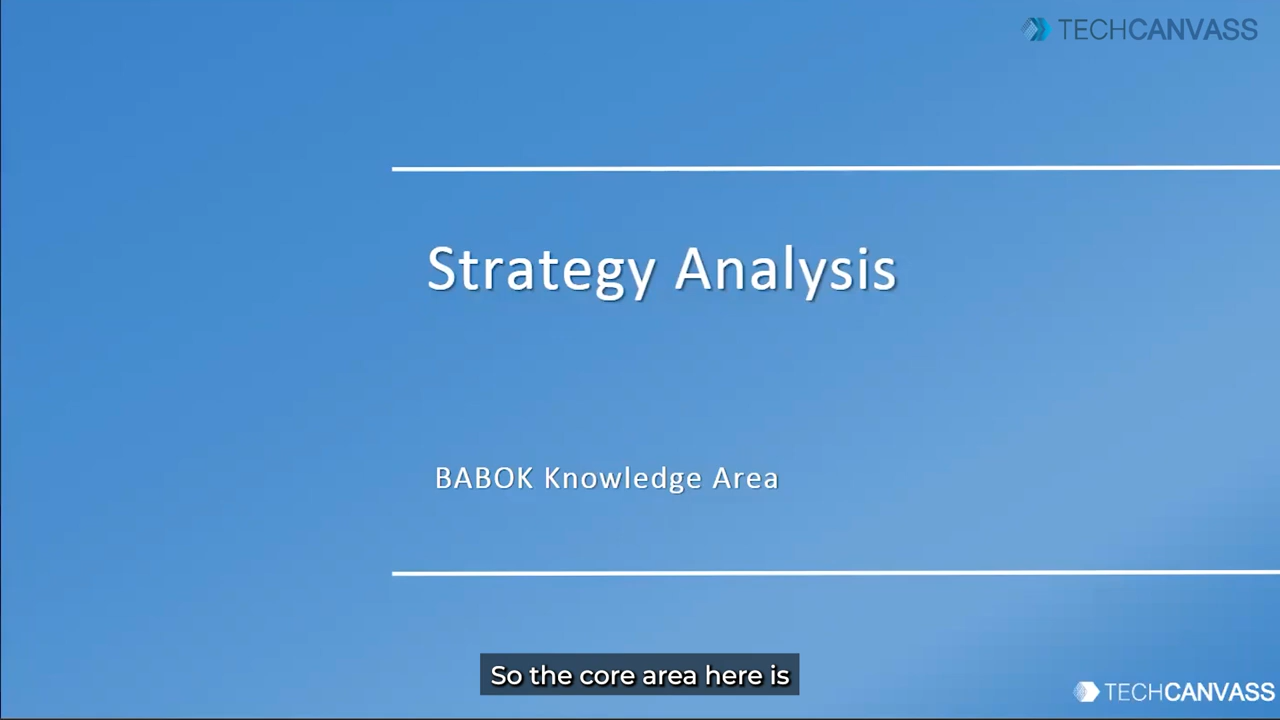 TECHCANVASS
Strategy Analysis
BABOK Knowledge Area
So the core area here is
TECHCANVASS